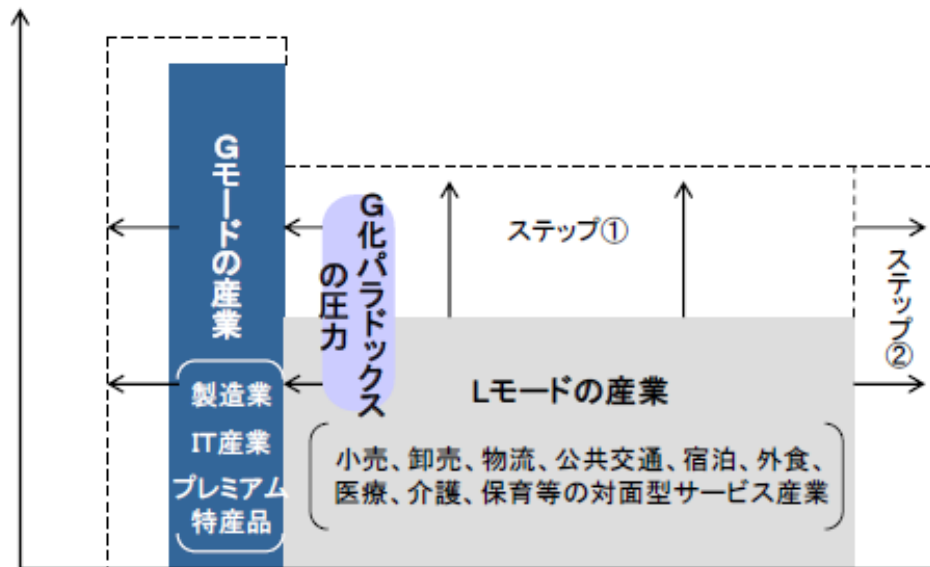 Gモードの産業
製造業
IT産業
プレミアム
特産品
G化パラドックス
の圧力
ステップ①
ステップ②
Lモードの産業
小売、卸売、物流、公共交通、宿泊、外食、
医療、介護、保育等の対面型サービス産業